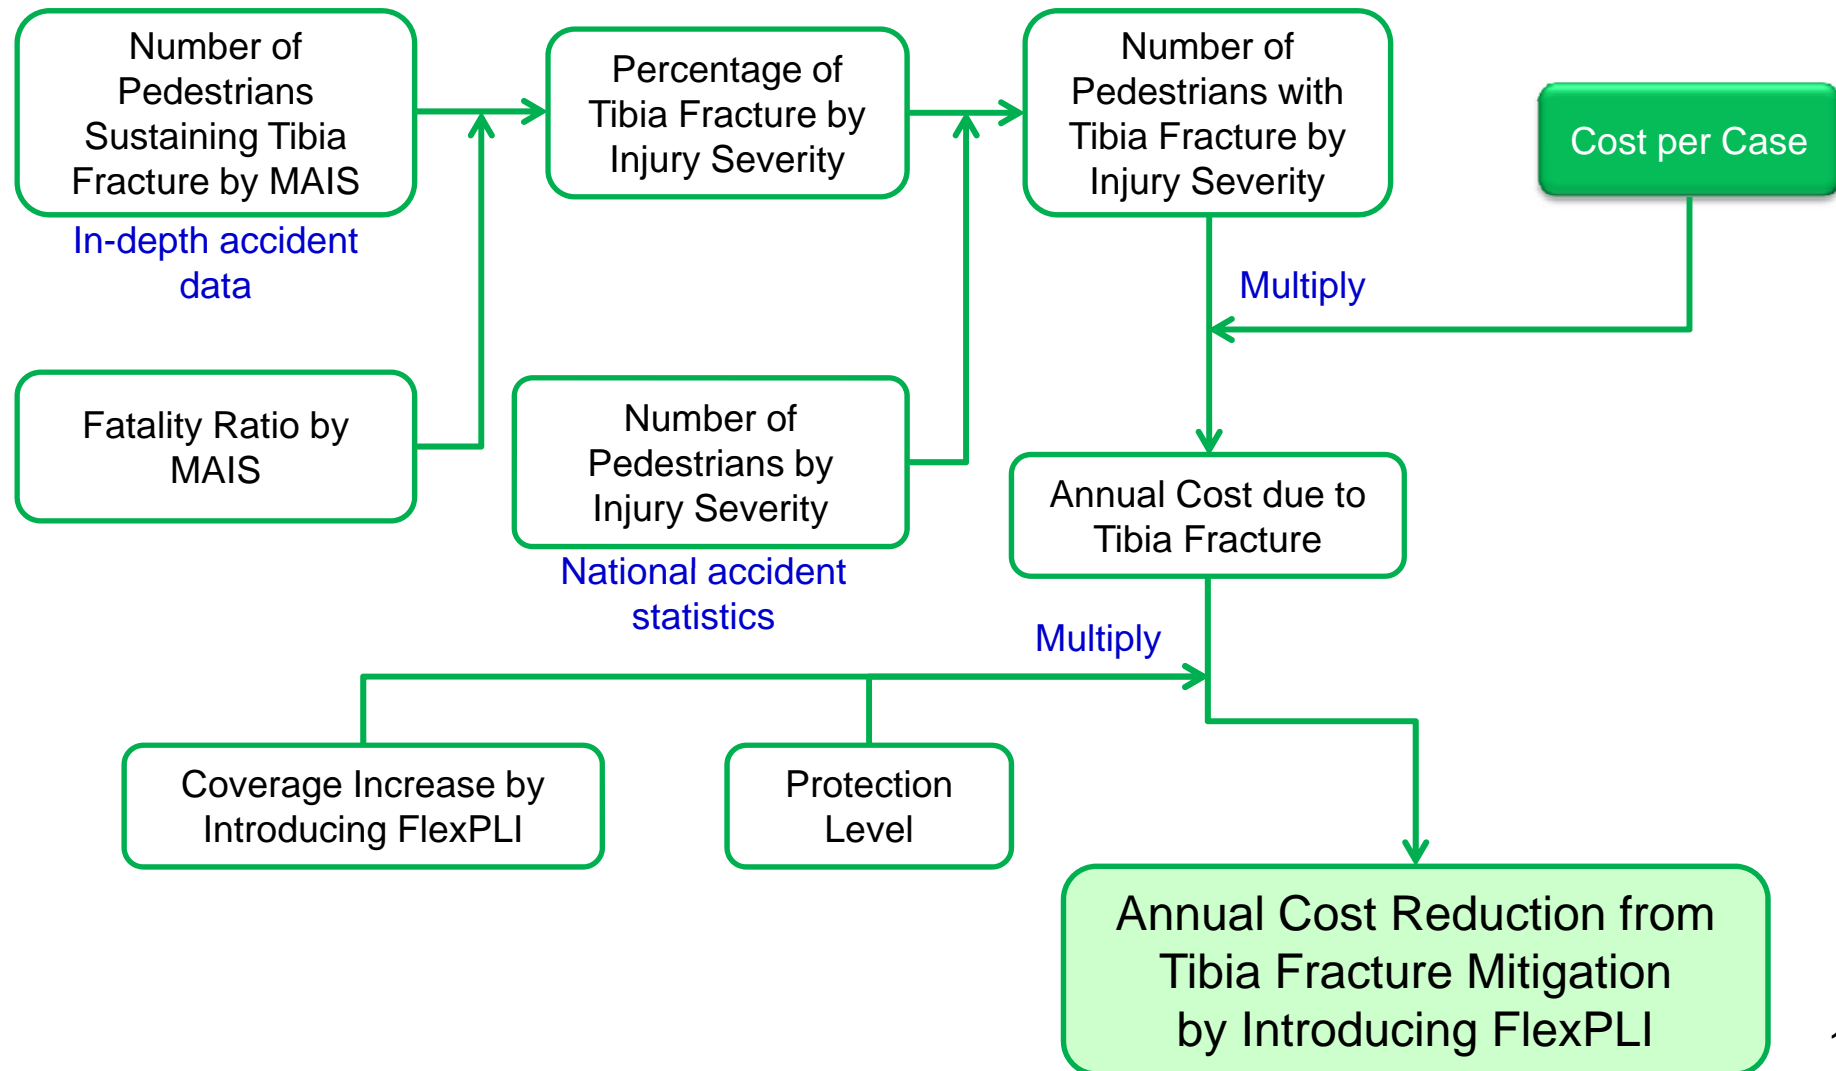 Number of
Pedestrians
Sustaining Tibia
Fracture by MAIS
In-depth accident
data
Percentage of
Tibia Fracture by
Injury Severity
Number of
Pedestrians with
Tibia Fracture by
Injury Severity
Cost per Case
Multiply
Fatality Ratio by
MAIS
Number of
Pedestrians by
Injury Severity
National accident
statistics
Annual Cost due to
Tibia Fracture
Multiply
Coverage Increase by
Introducing FlexPLI
Protection
Level
Annual Cost Reduction from
Tibia Fracture Mitigation
by Introducing FlexPLI